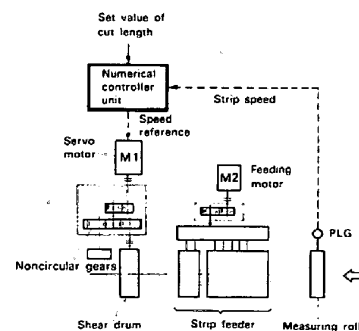 Set value of
cut length
Numerical
controller
unit
Strip speed
Speed
reference
Servo
motor
M1
M2
Feeding
motor
PLG
Noncircular gears
Shear drum
Strip feeder
Measuring roll